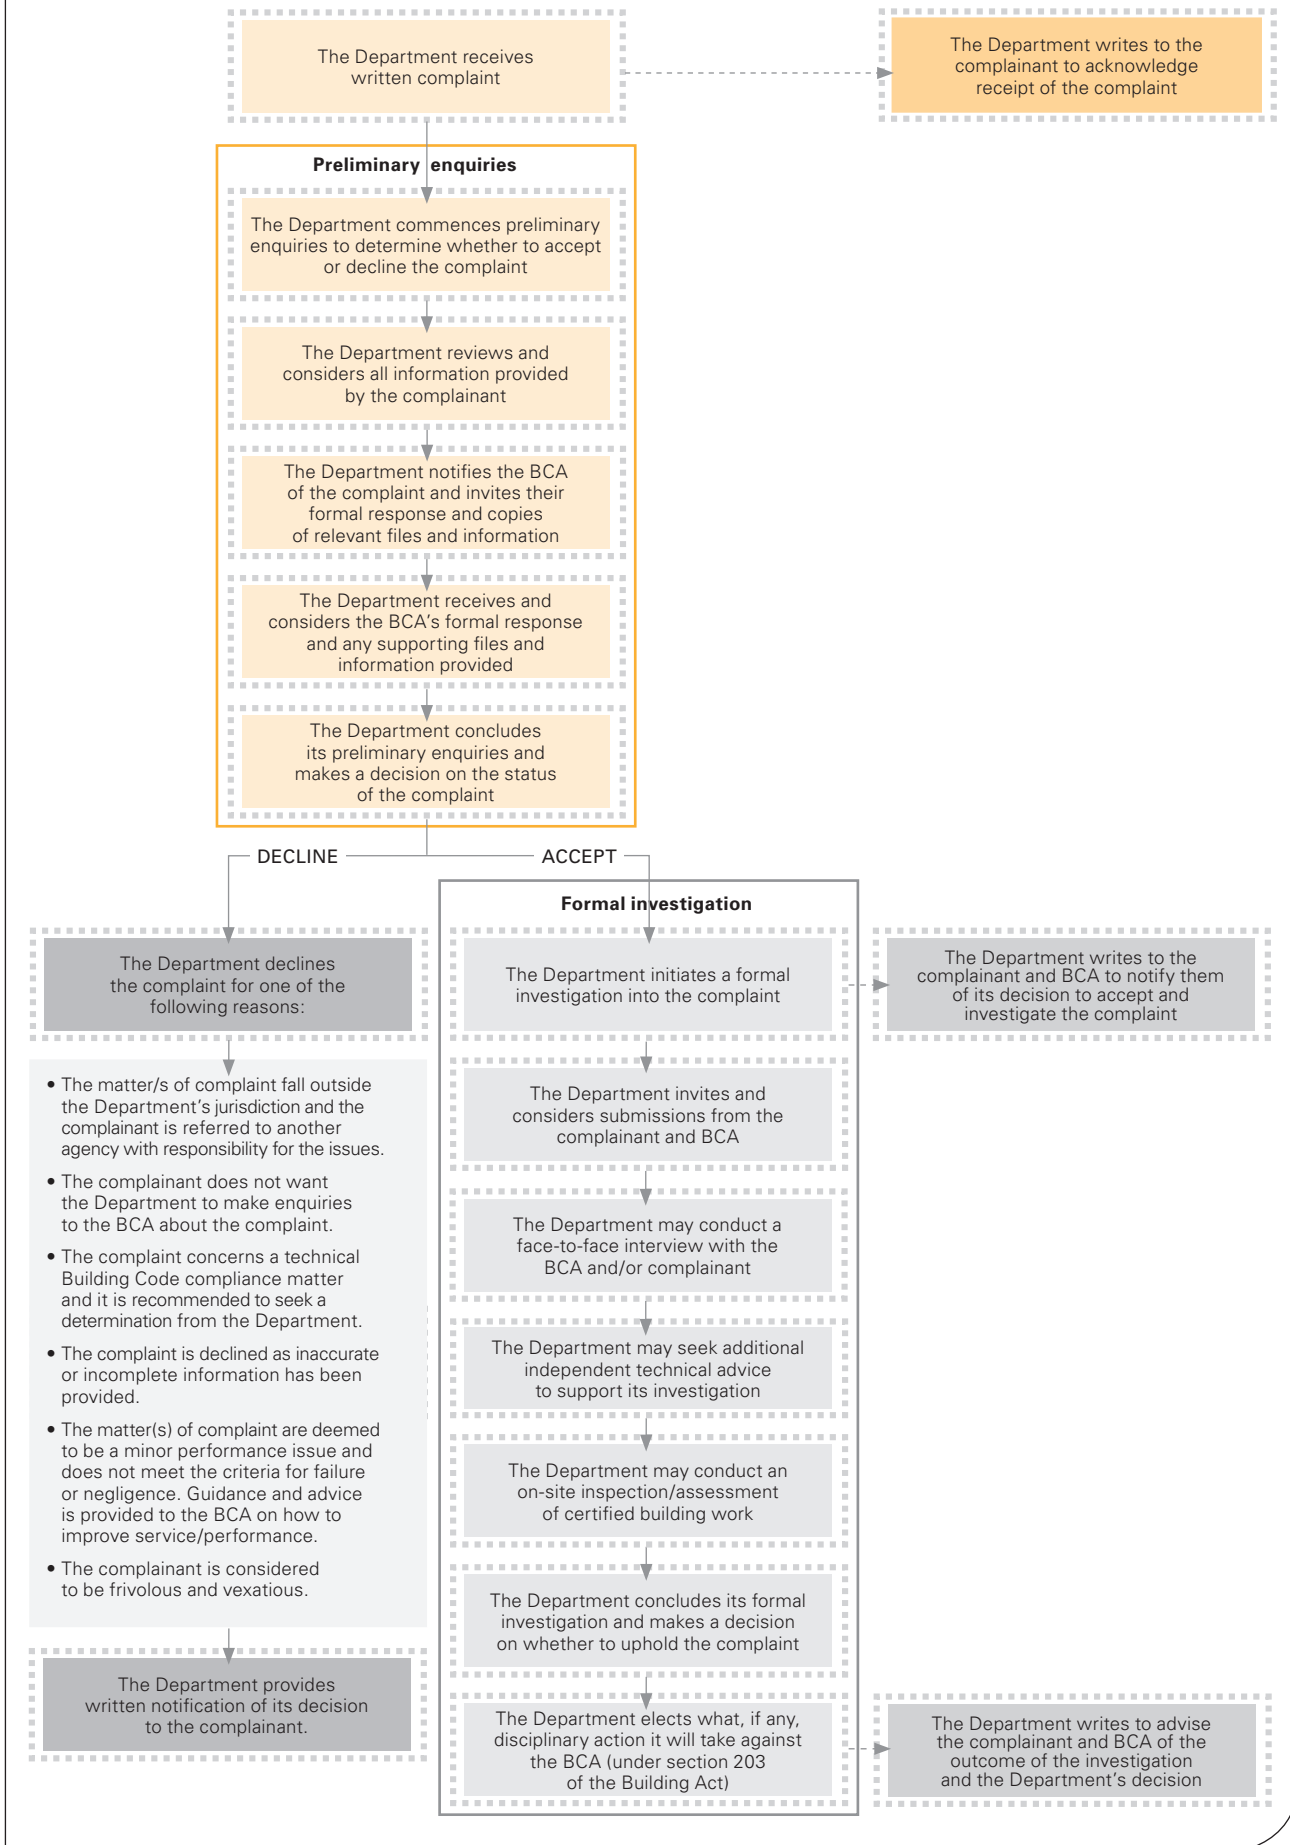 The Department receives
written complaint
The Department writes to the
complainant to acknowledge
receipt of the complaint
Preliminary enquiries
The Department commences preliminary
enquiries to determine whether to accept
or decline the complaint
The Department reviews and
considers all information provided
by the complainant
The Department notifies the BCA
of the complaint and invites their
formal response and copies
of relevant files and information
The Department receives and
considers the BCA's formal response
and any supporting files and
information provided
The Department concludes
its preliminary enquiries and
makes a decision on the status
of the complaint
DECLINE
ACCEPT
The Department declines
the complaint for one of the
following reasons:
• The matter/s of complaint fall outside
the Department's jurisdiction and the
complainant is referred to another
agency with responsibility for the issues.
• The complainant does not want
the Department to make enquiries
to the BCA about the complaint.
• The complaint concerns a technical
Building Code compliance matter
and it is recommended to seek a
determination from the Department.
• The complaint is declined as inaccurate
or incomplete information has been
provided.
• The matter(s) of complaint are deemed
to be a minor performance issue and
does not meet the criteria for failure
or negligence. Guidance and advice
is provided to the BCA on how to
improve service/performance.
• The complainant is considered
to be frivolous and vexatious.
The Department provides
written notification of its decision
to the complainant.
Formal investigation
The Department initiates a formal
investigation into the complaint
The Department writes to the
complainant and BCA to notify them
of its decision to accept and
investigate the complaint
The Department invites and
considers submissions from the
complainant and BCA
The Department may conduct a
face-to-face interview with the
BCA and/or complainant
The Department may seek additional
independent technical advice
to support its investigation
The Department may conduct an
on-site inspection/assessment
of certified building work
The Department concludes its formal
investigation and makes a decision
on whether to uphold the complaint
The Department elects what, if any,
disciplinary action it will take against
the BCA (under section 203
of the Building Act)
The Department writes to advise
the complainant and BCA of the
outcome of the investigation
and the Department's decision